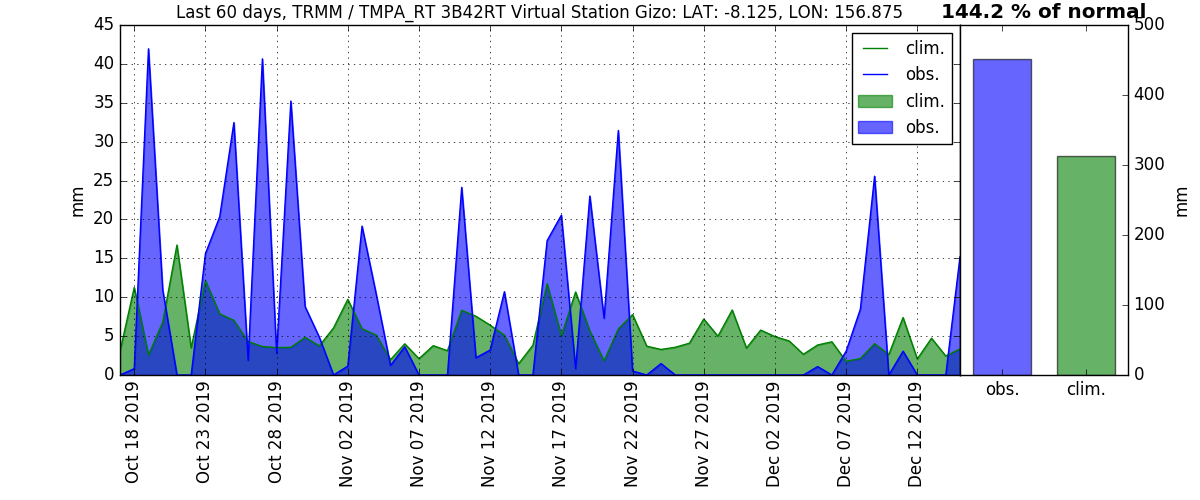 Last 60 days, TRMM / TMPA_RT 3B42RT Virtual Station Gizo: LAT: -8.125, LON: 156.875
144.2 % of normal
45
40
35
30
25
20
15
10
5
0
mm
clim.
obs.
clim.
obs.
500
400
300
200
100
0
mm
obs.
clim.
Oct 18 2019
Oct 23 2019
Oct 28 2019
Nov 02 2019
Nov 07 2019
Nov 12 2019
Nov 17 2019
Nov 22 2019
Nov 27 2019
Dec 02 2019
Dec 07 2019
Dec 12 2019